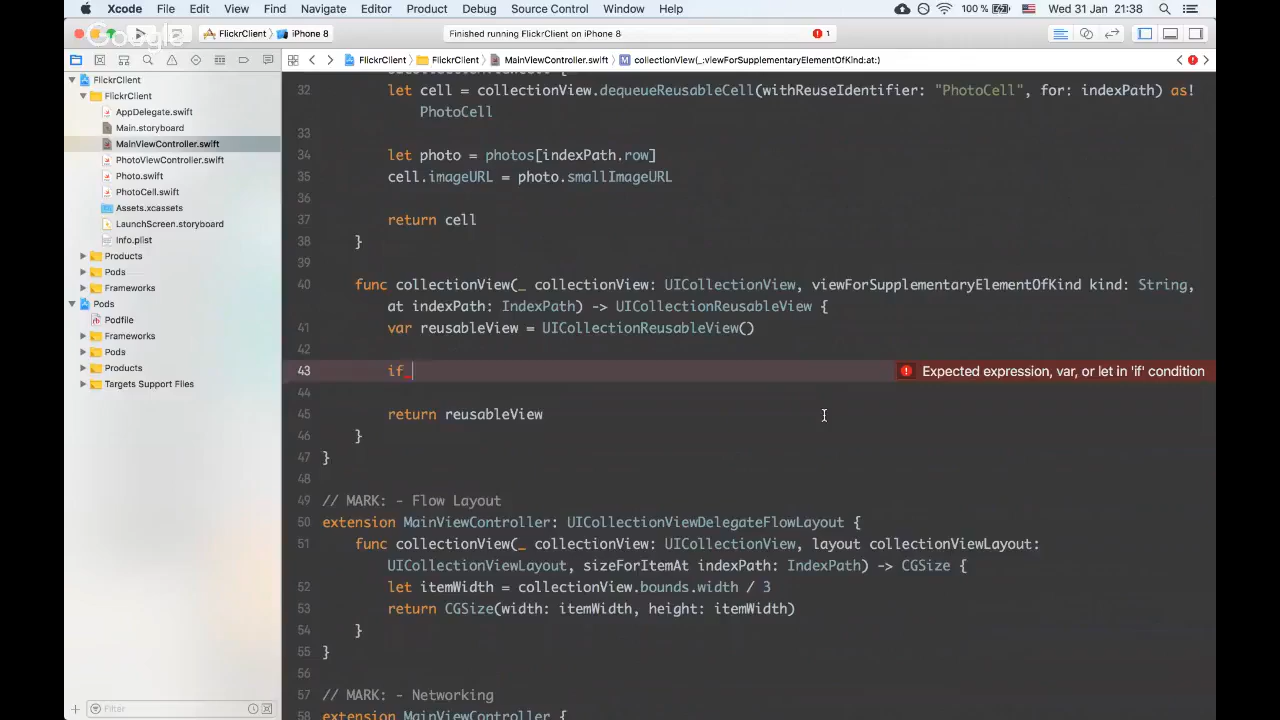 Xcode File Edit View Find Navigate Editor Product Debug Source Control Window Help 100 % Wed 31 Jan 21:38
Google
FlickrClient iPhone 8 Finished running FlickrClient on iPhone 8 1
FlickrClient FlickrClient MainViewController.swift M collectionView(_:viewForSupplementaryElementOfKind:at:)
FlickrClient
FlickrClient
AppDelegate.swift
Main.storyboard
MainViewController.swift
PhotoViewController.swift
Photo.swift
PhotoCell.swift
Assets.xcassets
LaunchScreen.storyboard
Info.plist
Products
Pods
Frameworks
Pods
Podfile
Frameworks
Pods
Products
Targets Support Files
Filter
32 let cell = collectionView.dequeueReusableCell(withReuseIdentifier: "PhotoCell", for: indexPath) as!
PhotoCell
33
34 let photo = photos[indexPath.row]
35 cell.imageURL = photo.smallImageURL
36
37 return cell
38 }
39
40 func collectionView(_ collectionView: UICollectionView, viewForSupplementaryElementOfKind kind: String,
at indexPath: IndexPath) -> UICollectionReusableView {
41 var reusableView = UICollectionReusableView()
42
43 if Expected expression, var, or let in 'if' condition
44
45 return reusableView
46 }
47 }
48
49 // MARK: - Flow Layout
50 extension MainViewController: UICollectionViewDelegateFlowLayout {
51 func collectionView(_ collectionView: UICollectionView, layout collectionViewLayout:
UICollectionViewLayout, sizeForItemAt indexPath: IndexPath) -> CGSize {
52 let itemWidth = collectionView.bounds.width / 3
53 return CGSize(width: itemWidth, height: itemWidth)
54 }
55 }
56
57 // MARK: - Networking
58 extension MainViewController {